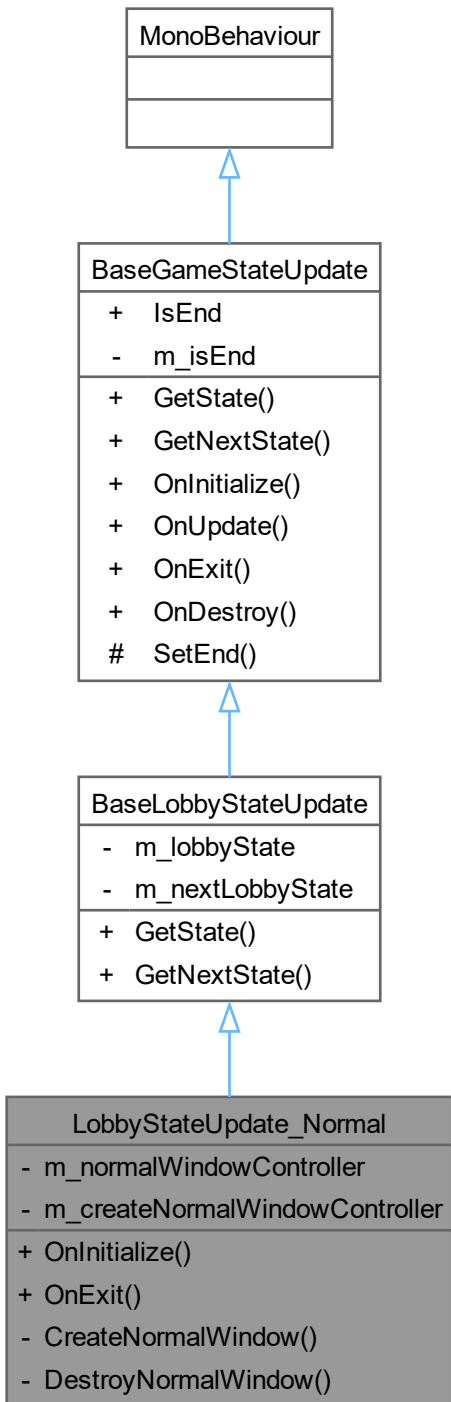 MonoBehaviour
BaseGameStateUpdate
+ IsEnd
- m_isEnd
+ GetState()
+ GetNextState()
+ OnInitialize()
+ OnUpdate()
+ OnExit()
+ OnDestroy()
# SetEnd()
BaseLobbyStateUpdate
- m_lobbyState
- m_nextLobbyState
+ GetState()
+ GetNextState()
LobbyStateUpdate_Normal
- m_normalWindowController
- m_createNormalWindowController
+ OnInitialize()
+ OnExit()
- CreateNormalWindow()
- DestroyNormalWindow()